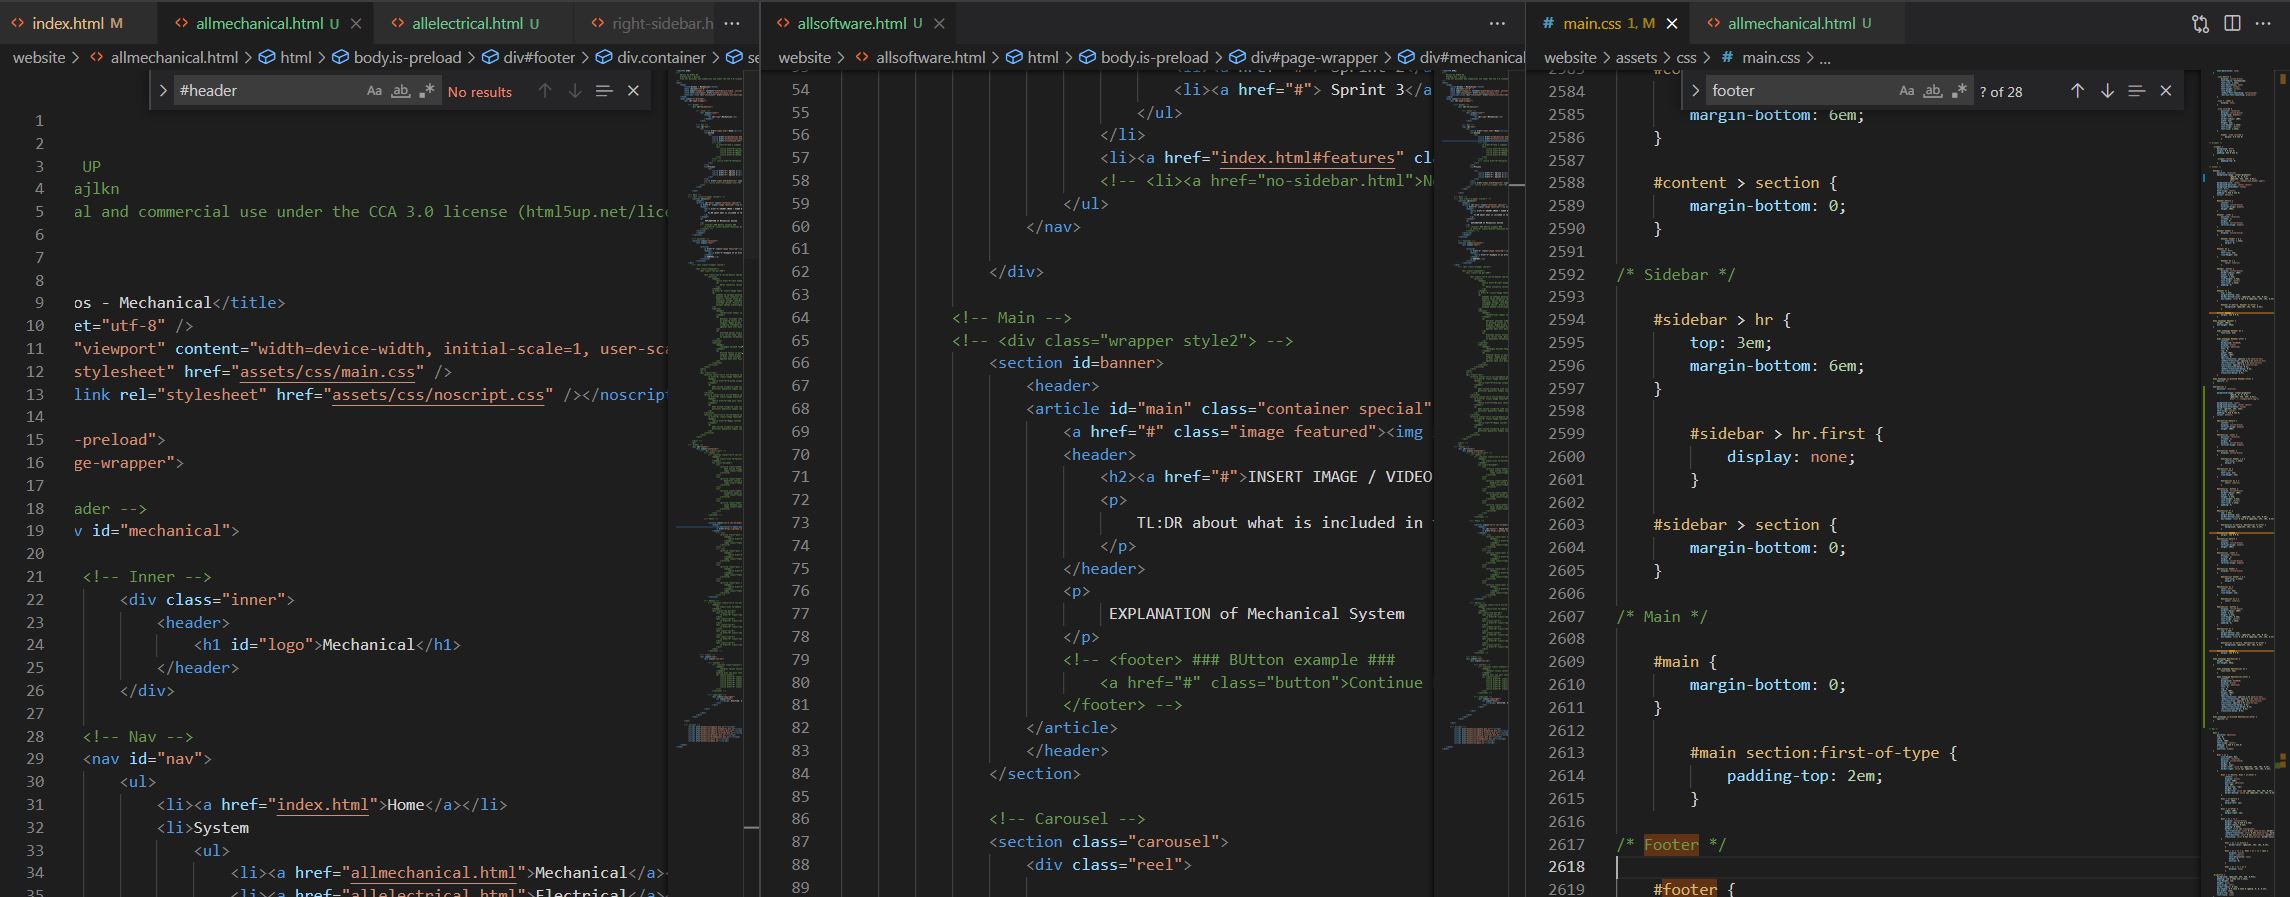 index.html M
allmechanical.html U
allelectrical.html U
right-sidebar.h
website > allmechanical.html > html > body.is-preload > div#footer > div.container > se
#header
Aa ab .*
No results
1
2
3 UP
4 ajlkn
5 al and commercial use under the CCA 3.0 license (html5up.net/lice
6
7
8
9 os - Mechanical</title>
10 et="utf-8" />
11 "viewport" content="width=device-width, initial-scale=1, user-sca
12 stylesheet" href="assets/css/main.css" />
13 link rel="stylesheet" href="assets/css/noscript.css" /></noscript
14
15 -preload">
16 ge-wrapper">
17
18 ader -->
19 v id="mechanical">
20
21 <!-- Inner -->
22 <div class="inner">
23 <header>
24 <h1 id="logo">Mechanical</h1>
25 </header>
26 </div>
27
28 <!-- Nav -->
29 <nav id="nav">
30 <ul>
31 <li><a href="index.html">Home</a></li>
32 <li>System
33 <ul>
34 <li><a href="allmechanical.html">Mechanical</a><
35 <li><a href="allelectrical.html">Electrical</a>
allsoftware.html U
website > allsoftware.html > html > body.is-preload > div#page-wrapper > div#mechanical
54 <li><a href="#"> Sprint 3</a
55 </ul>
56 </li>
57 <li><a href="index.html#features" cl
58 <!-- <li><a href="no-sidebar.html">N
59 </ul>
60 </nav>
61
62 </div>
63
64 <!-- Main -->
65 <!-- <div class="wrapper style2"> -->
66 <section id=banner>
67 <header>
68 <article id="main" class="container special"
69 <a href="#" class="image featured"><img
70 <header>
71 <h2><a href="#">INSERT IMAGE / VIDEO
72 <p>
73 TL:DR about what is included in
74 </p>
75 </header>
76 <p>
77 EXPLANATION of Mechanical System
78 </p>
79 <!-- <footer> ### BUtton example ###
80 <a href="#" class="button">Continue
81 </footer> -->
82 </article>
83 </header>
84 </section>
85
86 <!-- Carousel -->
87 <section class="carousel">
88 <div class="reel">
89
main.css 1, M
allmechanical.html U
website > assets > css > main.css > ...
footer
Aa ab .*
? of 28
2584
2585 margin-bottom: 6em;
2586 }
2587
2588 #content > section {
2589 margin-bottom: 0;
2590 }
2591
2592 /* Sidebar */
2593
2594 #sidebar > hr {
2595 top: 3em;
2596 margin-bottom: 6em;
2597 }
2598
2599 #sidebar > hr.first {
2600 display: none;
2601 }
2602
2603 #sidebar > section {
2604 margin-bottom: 0;
2605 }
2606
2607 /* Main */
2608
2609 #main {
2610 margin-bottom: 0;
2611 }
2612
2613 #main section:first-of-type {
2614 padding-top: 2em;
2615 }
2616
2617 /* Footer */
2618
2619 #footer {